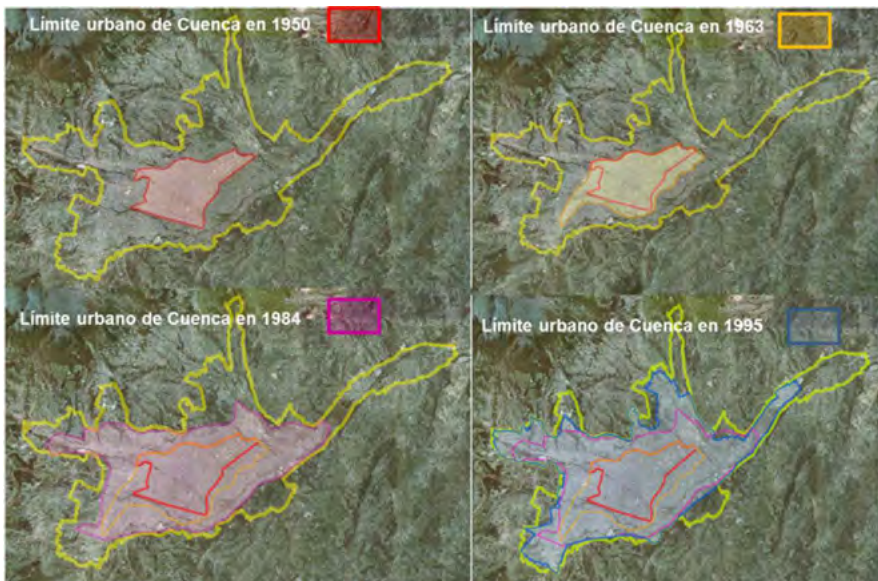 Límite urbano de Cuenca en 1950
Límite urbano de Cuenca en 1963
Límite urbano de Cuenca en 1984
Límite urbano de Cuenca en 1995